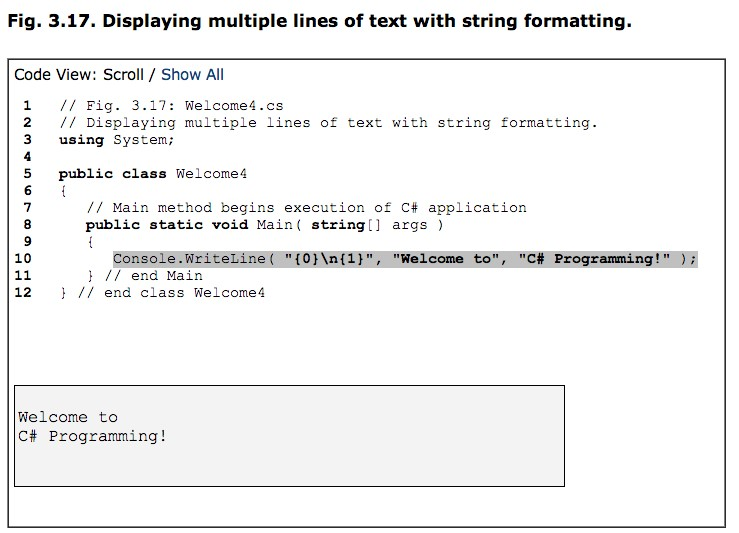 Fig. 3.17. Displaying multiple lines of text with string formatting.
Code View: Scroll / Show All
1 // Fig. 3.17: Welcome4.cs
2 // Displaying multiple lines of text with string formatting.
3 using System;
4
5 public class Welcome4
6 {
7 // Main method begins execution of C# application
8 public static void Main( string[] args )
9 {
10 Console.WriteLine( "{0}\n{1}", "Welcome to", "C# Programming!" );
11 } // end Main
12 } // end class Welcome4
Welcome to
C# Programming!